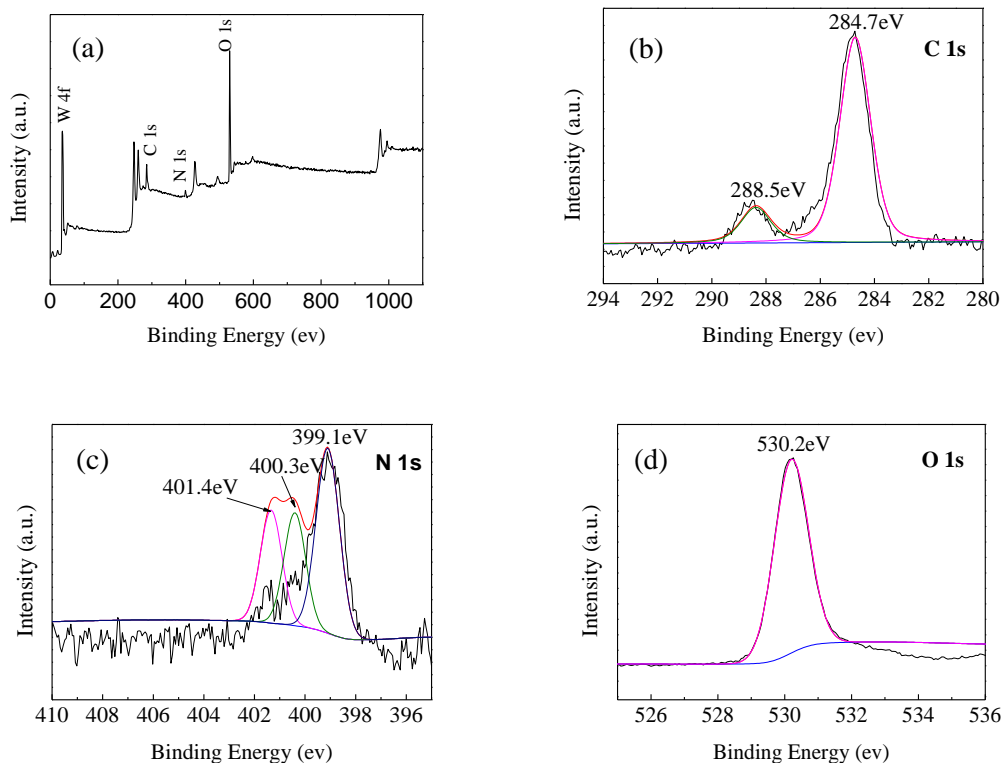 (a)
W 4f
C 1s
N 1s
O 1s
Intensity (a.u.)
0 200 400 600 800 1000
Binding Energy (ev)
(b)
284.7eV
C 1s
288.5eV
Intensity (a.u.)
294 292 290 288 286 284 282 280
Binding Energy (ev)
(c)
399.1eV
N 1s
400.3eV
401.4eV
Intensity (a.u.)
410 408 406 404 402 400 398 396
Binding Energy (ev)
(d)
530.2eV
O 1s
Intensity (a.u.)
526 528 530 532 534 536
Binding Energy (ev)